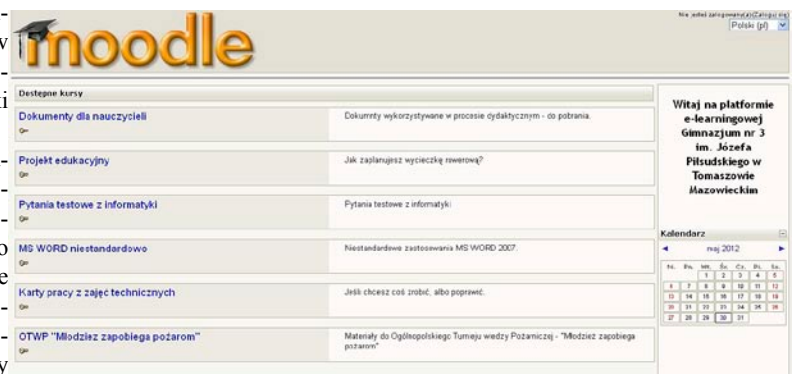 -
w
-
ki
-
-
-
o
e
-
-
y
moodle
Nie jesteś zalogowany(a)(Zaloguj się)
Polski (pl)
Dostępne kursy
Dokumenty dla nauczycieli
Dokumnty wykorzystywane w procesie dydaktycznym - do pobrania.
Projekt edukacyjny
Jak zaplanujesz wycieczkę rowerową?
Pytania testowe z informatyki
Pytania testowe z informatyki
MS WORD niestandardowo
Niestandardowe zastosowania MS WORD 2007.
Karty pracy z zajęć technicznych
Jeśli chcesz coś zrobić, albo poprawić.
OTWP "Młodzież zapobiega pożarom"
Materiały do Ogólnopolskiego Turnieju wiedzy Pożarniczej - "Młodzież zapobiega
pożarom"
Witaj na platformie
e-learningowej
Gimnazjum nr 3
im. Józefa
Piłsudskiego w
Tomaszowie
Mazowieckim
Kalendarz
maj 2012
N. Pn. Wt. Śr. Cz. Pt. So.
1 2 3 4 5
6 7 8 9 10 11 12
13 14 15 16 17 18 19
20 21 22 23 24 25 26
27 28 29 30 31